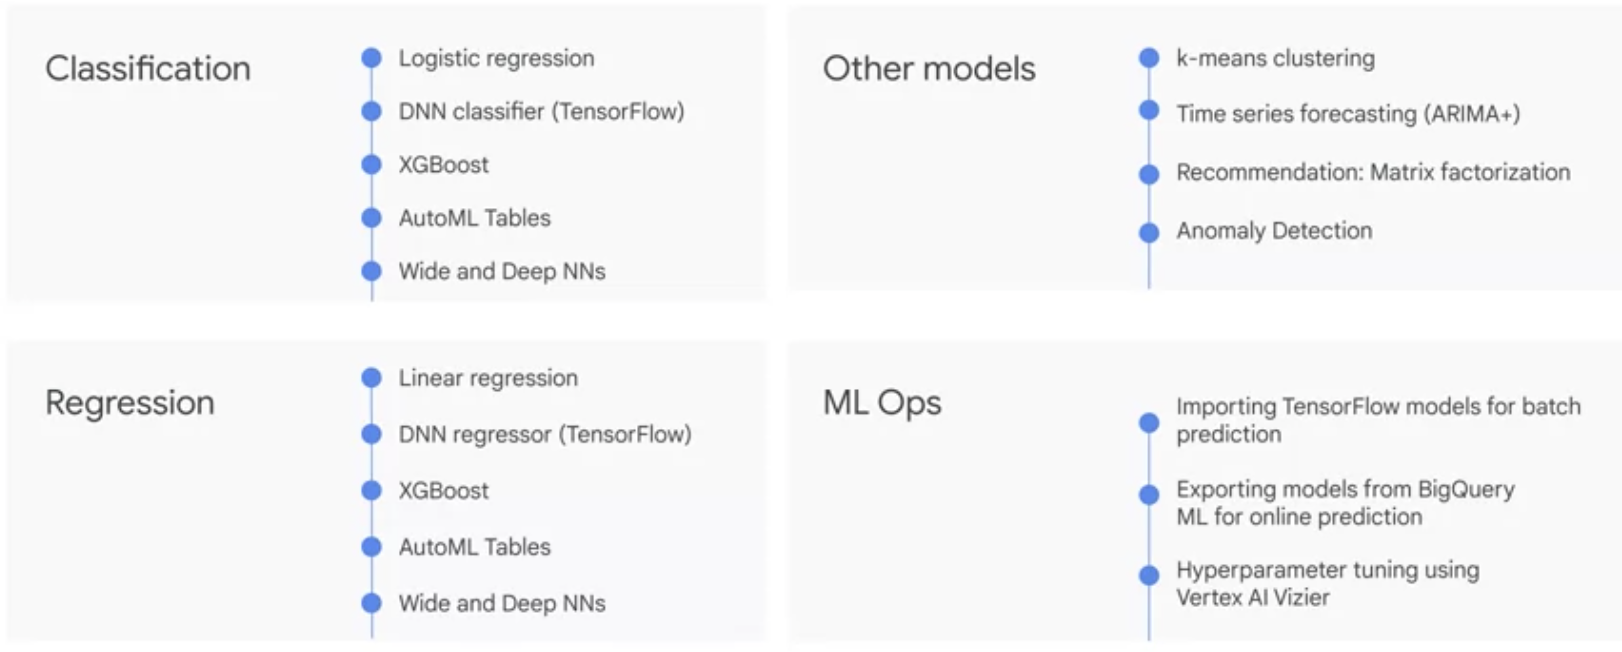 Classification
Logistic regression
DNN classifier (TensorFlow)
XGBoost
AutoML Tables
Wide and Deep NNs
Other models
k-means clustering
Time series forecasting (ARIMA+)
Recommendation: Matrix factorization
Anomaly Detection
Regression
Linear regression
DNN regressor (TensorFlow)
XGBoost
AutoML Tables
Wide and Deep NNs
ML Ops
Importing TensorFlow models for batch
prediction
Exporting models from BigQuery
ML for online prediction
Hyperparameter tuning using
Vertex AI Vizier